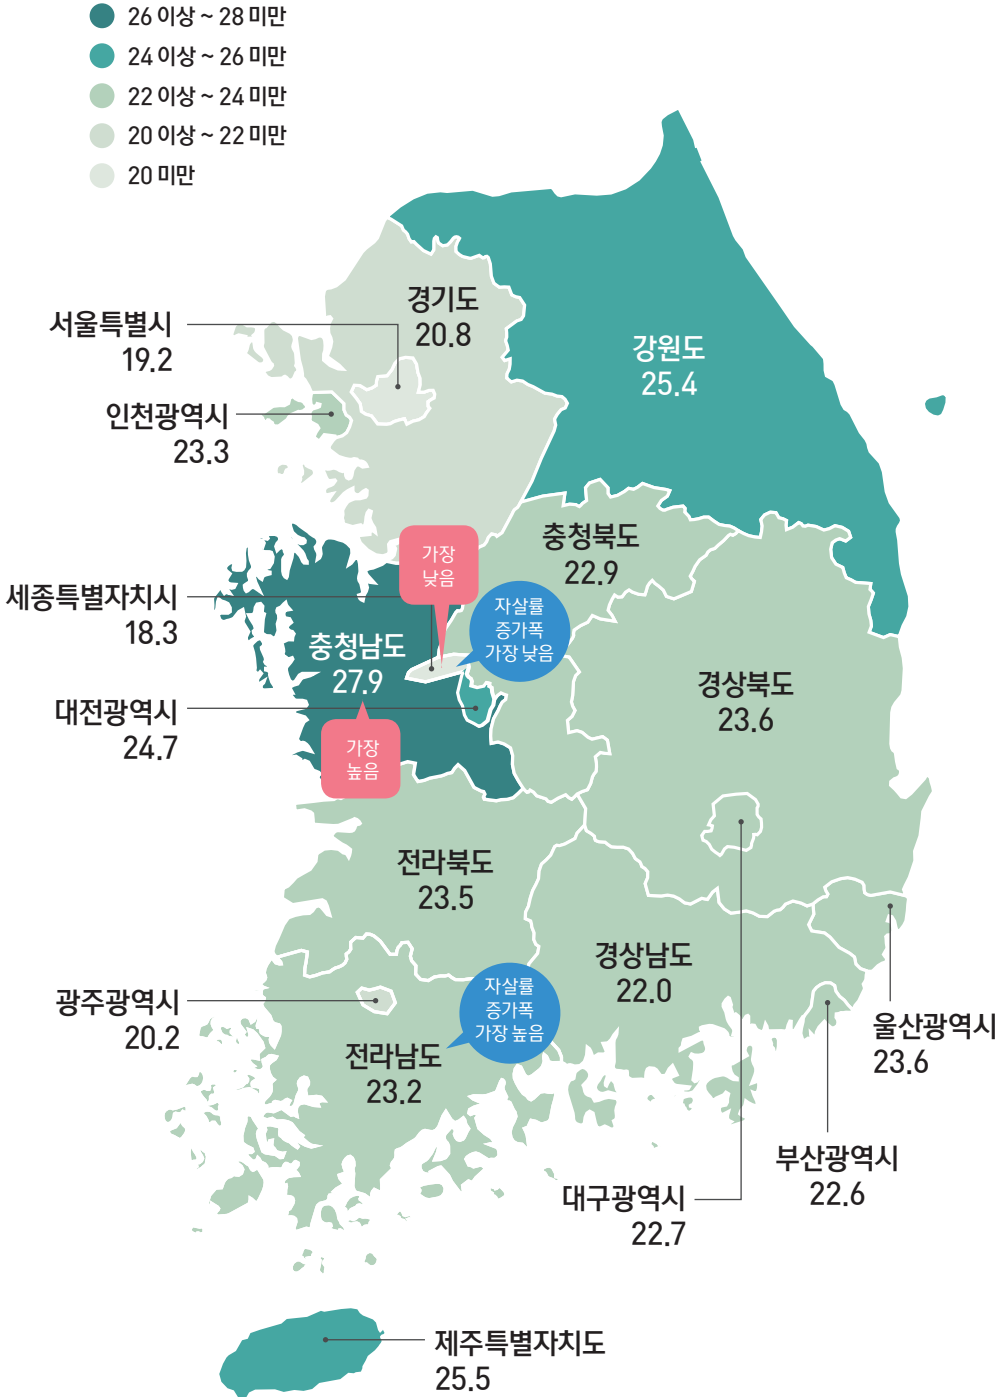 26 이상 ~ 28 미만
24 이상 ~ 26 미만
22 이상 ~ 24 미만
20 이상 ~ 22 미만
20 미만
경기도
20.8
서울특별시
19.2
강원도
25.4
인천광역시
23.3
충청북도
22.9
가장
낮음
세종특별자치시
18.3
자살률
증가폭
가장 낮음
충청남도
27.9
경상북도
23.6
대전광역시
24.7
가장
높음
전라북도
23.5
경상남도
22.0
광주광역시
20.2
자살률
증가폭
가장 높음
울산광역시
23.6
전라남도
23.2
부산광역시
22.6
대구광역시
22.7
제주특별자치도
25.5